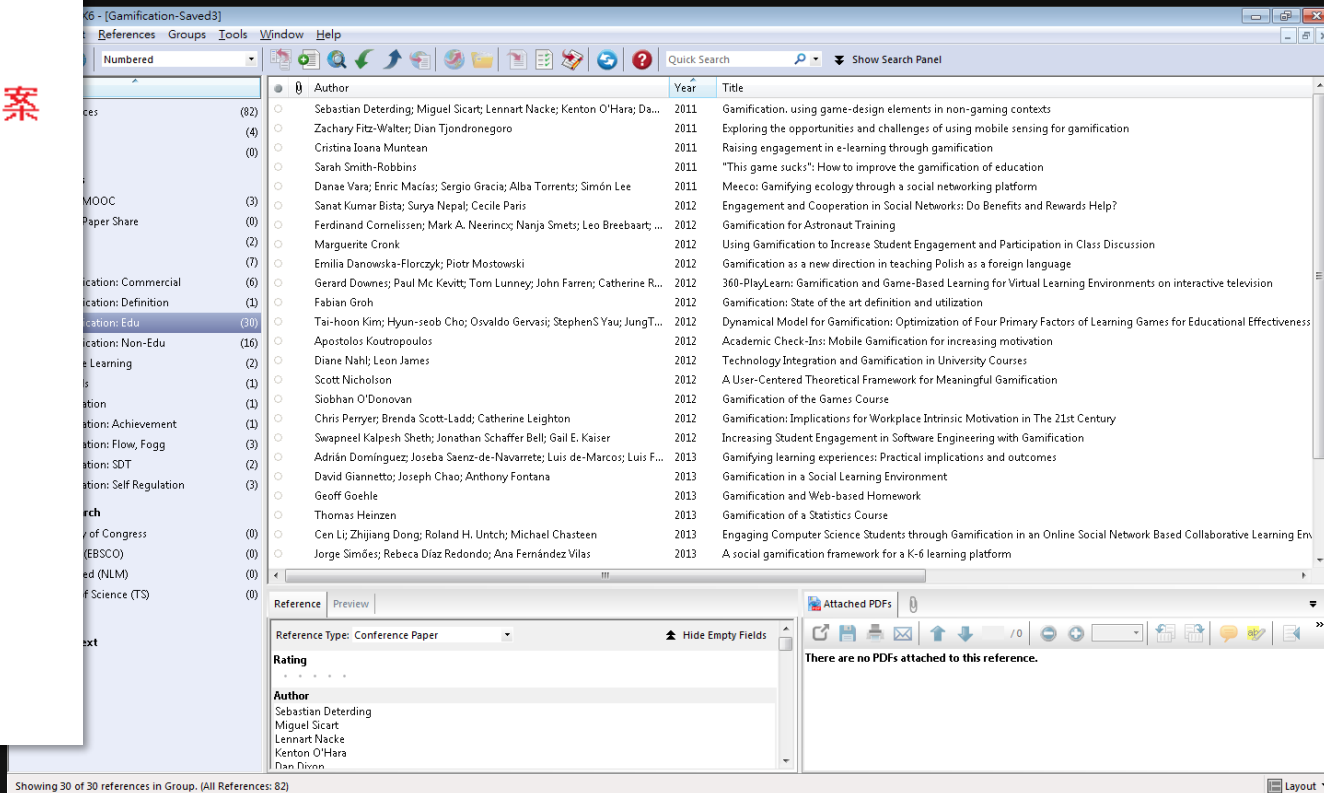 案
X6 - [Gamification-Saved3]
References Groups Tools Window Help
Numbered
Quick Search
Show Search Panel
(82)
(4)
(0)
MOOC (3)
Paper Share (0)
(2)
(7)
ication: Commercial (6)
ication: Definition (1)
ication: Edu (30)
ication: Non-Edu (16)
e Learning (2)
(1)
ation (1)
ation: Achievement (1)
ation: Flow, Fogg (3)
ation: SDT (2)
ation: Self Regulation (3)
rch
y of Congress (0)
(EBSCO) (0)
ed (NLM) (0)
f Science (TS) (0)
ext
Author Year Title
Sebastian Deterding; Miguel Sicart; Lennart Nacke; Kenton O'Hara; Da... 2011 Gamification. using game-design elements in non-gaming contexts
Zachary Fitz-Walter; Dian Tjondronegoro 2011 Exploring the opportunities and challenges of using mobile sensing for gamification
Cristina Ioana Muntean 2011 Raising engagement in e-learning through gamification
Sarah Smith-Robbins 2011 "This game sucks": How to improve the gamification of education
Danae Vara; Enric Macías; Sergio Gracia; Alba Torrents; Simón Lee 2011 Meeco: Gamifying ecology through a social networking platform
Sanat Kumar Bista; Surya Nepal; Cecile Paris 2012 Engagement and Cooperation in Social Networks: Do Benefits and Rewards Help?
Ferdinand Cornelissen; Mark A. Neerincx; Nanja Smets; Leo Breebaart; ... 2012 Gamification for Astronaut Training
Marguerite Cronk 2012 Using Gamification to Increase Student Engagement and Participation in Class Discussion
Emilia Danowska-Florczyk; Piotr Mostowski 2012 Gamification as a new direction in teaching Polish as a foreign language
Gerard Downes; Paul Mc Kevitt; Tom Lunney; John Farren; Catherine R... 2012 360-PlayLearn: Gamification and Game-Based Learning for Virtual Learning Environments on interactive television
Fabian Groh 2012 Gamification: State of the art definition and utilization
Tai-hoon Kim; Hyun-seob Cho; Osvaldo Gervasi; StephenS Yau; JungT... 2012 Dynamical Model for Gamification: Optimization of Four Primary Factors of Learning Games for Educational Effectiveness
Apostolos Koutropoulos 2012 Academic Check-Ins: Mobile Gamification for increasing motivation
Diane Nahl; Leon James 2012 Technology Integration and Gamification in University Courses
Scott Nicholson 2012 A User-Centered Theoretical Framework for Meaningful Gamification
Siobhan O'Donovan 2012 Gamification of the Games Course
Chris Perryer; Brenda Scott-Ladd; Catherine Leighton 2012 Gamification: Implications for Workplace Intrinsic Motivation in The 21st Century
Swapneel Kalpesh Sheth; Jonathan Schaffer Bell; Gail E. Kaiser 2012 Increasing Student Engagement in Software Engineering with Gamification
Adrián Domínguez; Joseba Saenz-de-Navarrete; Luis de-Marcos; Luis F... 2013 Gamifying learning experiences: Practical implications and outcomes
David Giannetto; Joseph Chao; Anthony Fontana 2013 Gamification in a Social Learning Environment
Geoff Goehle 2013 Gamification and Web-based Homework
Thomas Heinzen 2013 Gamification of a Statistics Course
Cen Li; Zhijiang Dong; Roland H. Untch; Michael Chasteen 2013 Engaging Computer Science Students through Gamification in an Online Social Network Based Collaborative Learning Env
Jorge Simões; Rebeca Díaz Redondo; Ana Fernández Vilas 2013 A social gamification framework for a K-6 learning platform
Reference Preview
Reference Type: Conference Paper
Hide Empty Fields
Rating
Author
Sebastian Deterding
Miguel Sicart
Lennart Nacke
Kenton O'Hara
Dan Dixon
Attached PDFs
/0
There are no PDFs attached to this reference.
Showing 30 of 30 references in Group. (All References: 82)
Layout